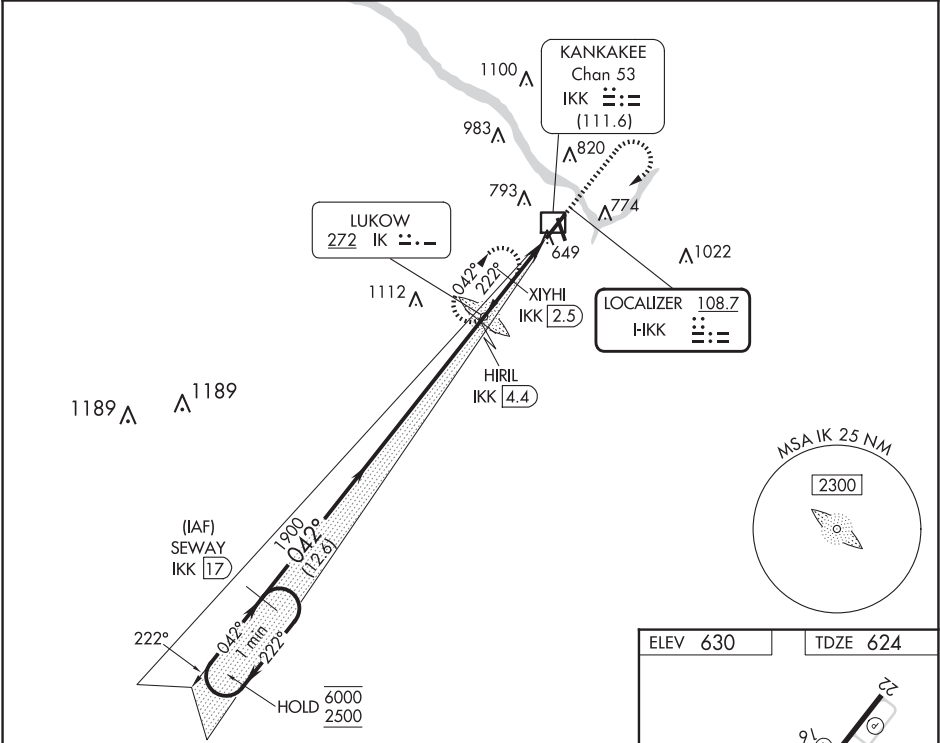 KANKAKEE
Chan 53
IKK
(111.6)
1100
983
820
793
774
649
1022
LUKOW
272 IK
042°
222°
1112
XIYHI
IKK 2.5
LOCALIZER 108.7
I-IKK
HIRIL
IKK 4.4
1189
1189
MSA IK 25 NM
2300
(IAF)
SEWAY
IKK 17
1900
042°
(12.6)
222°
042°
1 min
222°
HOLD 6000
2500
ELEV 630
TDZE 624
22
16
P